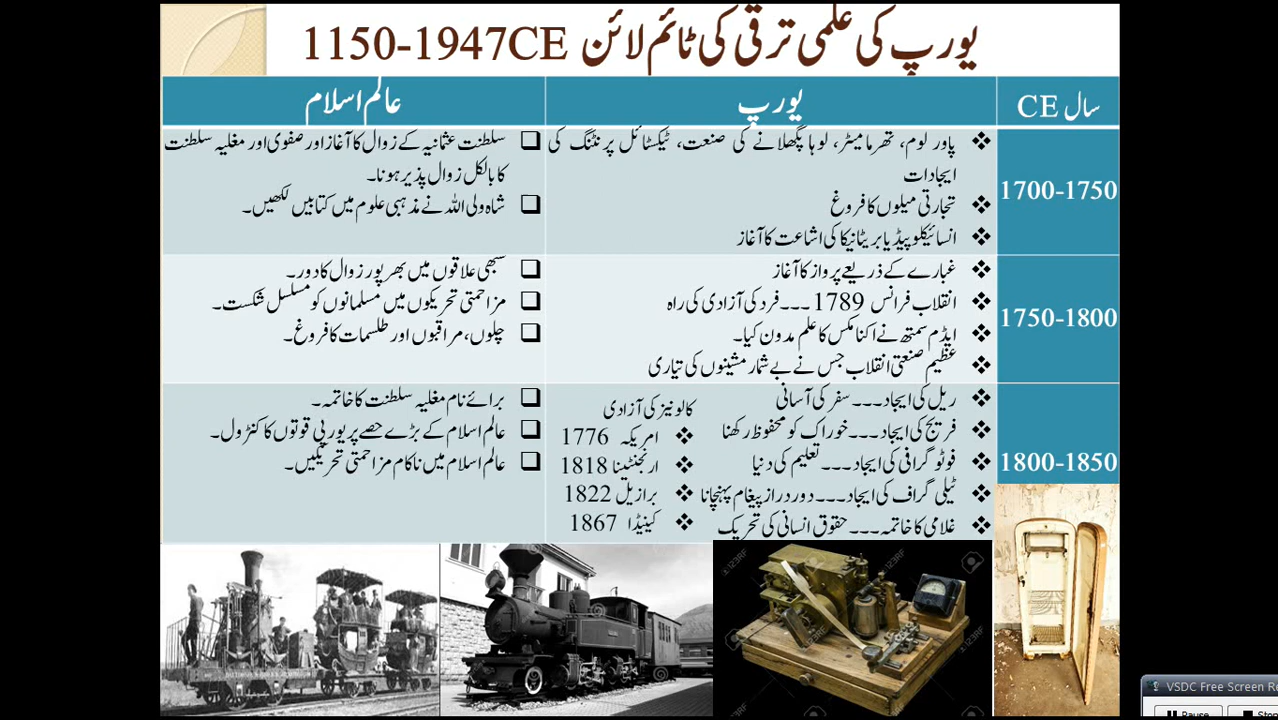 یورپ کی علمی ترقی کی ٹائم لائن 1150-1947CE
سال CE
یورپ
عالم اسلام
1700-1750
پاور لوم، تھرمامیٹر، لوہا پگھلانے کی صنعت، ٹیکسٹائل پرنٹنگ کی
ایجادات
تجارتی میلوں کا فروغ
انسائیکلوپیڈیا بریٹانیکا کی اشاعت کا آغاز
سلطنت عثمانیہ کے زوال کا آغاز اور صفوی اور مغلیہ سلطنت
کا بالکل زوال پذیر ہونا۔
شاہ ولی اللہ نے مذہبی علوم میں کتابیں لکھیں۔
1750-1800
غبارے کے ذریعے پرواز کا آغاز
انقلاب فرانس 1789 ۔۔۔ فرد کی آزادی کی راہ
ایڈم سمتھ نے اکنامکس کا علم مدون کیا۔
عظیم صنعتی انقلاب جس نے بے شمار مشینوں کی تیاری
سبھی علاقوں میں بھرپور زوال کا دور۔
مزاحمتی تحریکوں میں مسلمانوں کو مسلسل شکست۔
چلوں، مراقبوں اور طلسمات کا فروغ۔
1800-1850
ریل کی ایجاد۔۔۔ سفر کی آسانی
فریج کی ایجاد۔۔۔ خوراک کو محفوظ رکھنا
فوٹو گرافی کی ایجاد۔۔۔ تعلیم کی دنیا
ٹیلی گراف کی ایجاد۔۔۔ دور دراز پیغام پہنچانا
غلامی کا خاتمہ۔۔۔ حقوق انسانی کی تحریک
کالونیز کی آزادی
امریکہ 1776
ارجنٹینا 1818
برازیل 1822
کینیڈا 1867
برائے نام مغلیہ سلطنت کا خاتمہ۔
عالم اسلام کے بڑے حصے پر یورپی قوتوں کا کنٹرول۔
عالم اسلام میں ناکام مزاحمتی تحریکیں۔
123RF
123RF
123RF
123RF
VSDC Free Screen Re
Pause
Stop